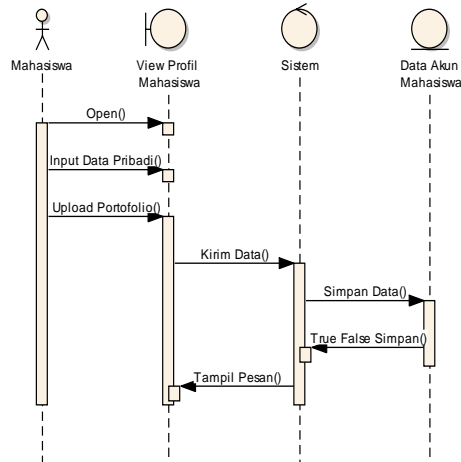 Mahasiswa
View Profil
Mahasiswa
Sistem
Data Akun
Mahasiswa
Open()
Input Data Pribadi()
Upload Portofolio()
Kirim Data()
Simpan Data()
True False Simpan()
Tampil Pesan()